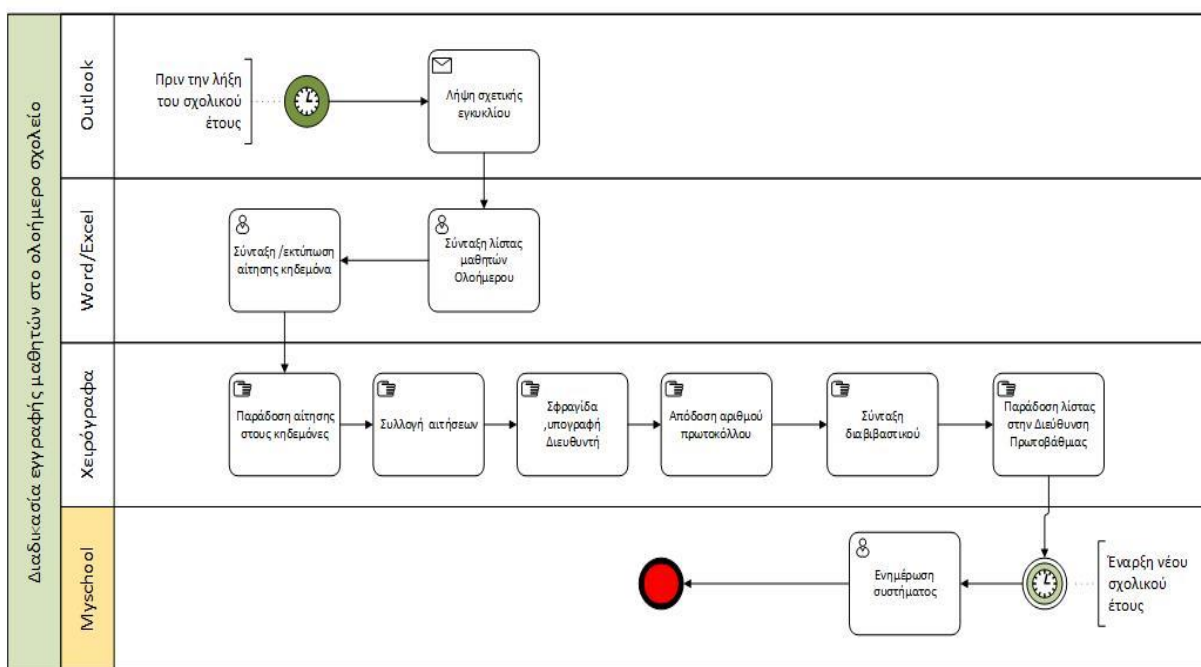 Διαδικασία εγγραφής μαθητών στο ολοήμερο σχολείο
Outlook
Πριν την λήξη
του σχολικού
έτους
Λήψη σχετικής
εγκυκλίου
Word/Excel
Σύνταξη /εκτύπωση
αίτησης κηδεμόνα
Σύνταξη λίστας
μαθητών
Ολοήμερου
Χειρόγραφα
Παράδοση αίτησης
στους κηδεμόνες
Συλλογή αιτήσεων
Σφραγίδα
,υπογραφή
Διευθυντή
Απόδοση αριθμού
πρωτοκόλλου
Σύνταξη
διαβιβαστικού
Παράδοση λίστας
στην Διεύθυνση
Πρωτοβάθμιας
Myschool
Ενημέρωση
συστήματος
Έναρξη νέου
σχολικού
έτους